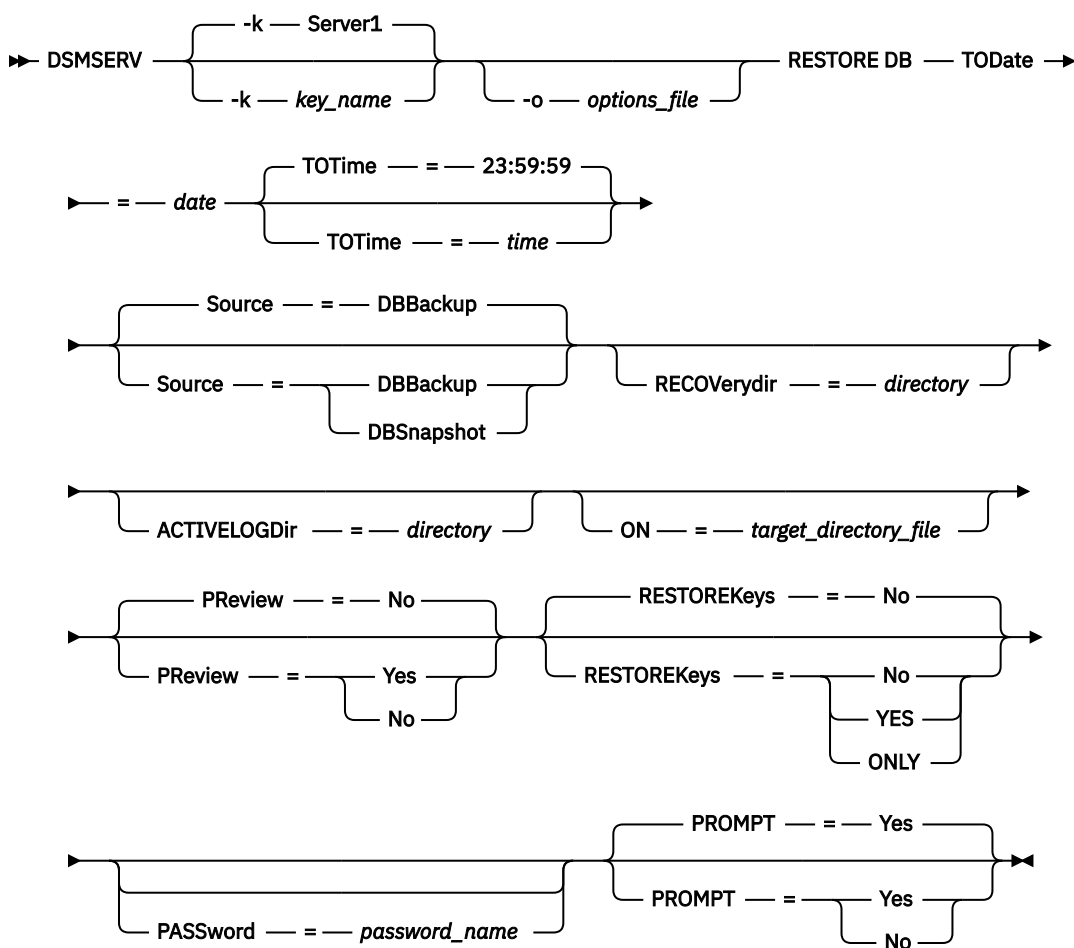 -k Server1
DSMSERV RESTORE DB TODate
-k key_name -o options_file
TOTime = 23:59:59
= date
TOTime = time
Source = DBBackup
Source = DBBackup RECOVerydir = directory
DBSnapshot
ACTIVELOGDir = directory ON = target_directory_file
PReview = No RESTOREKeys = No
PReview = Yes RESTOREKeys = No
No YES
ONLY
PROMPT = Yes
PROMPT = Yes
PASSword = password_name No